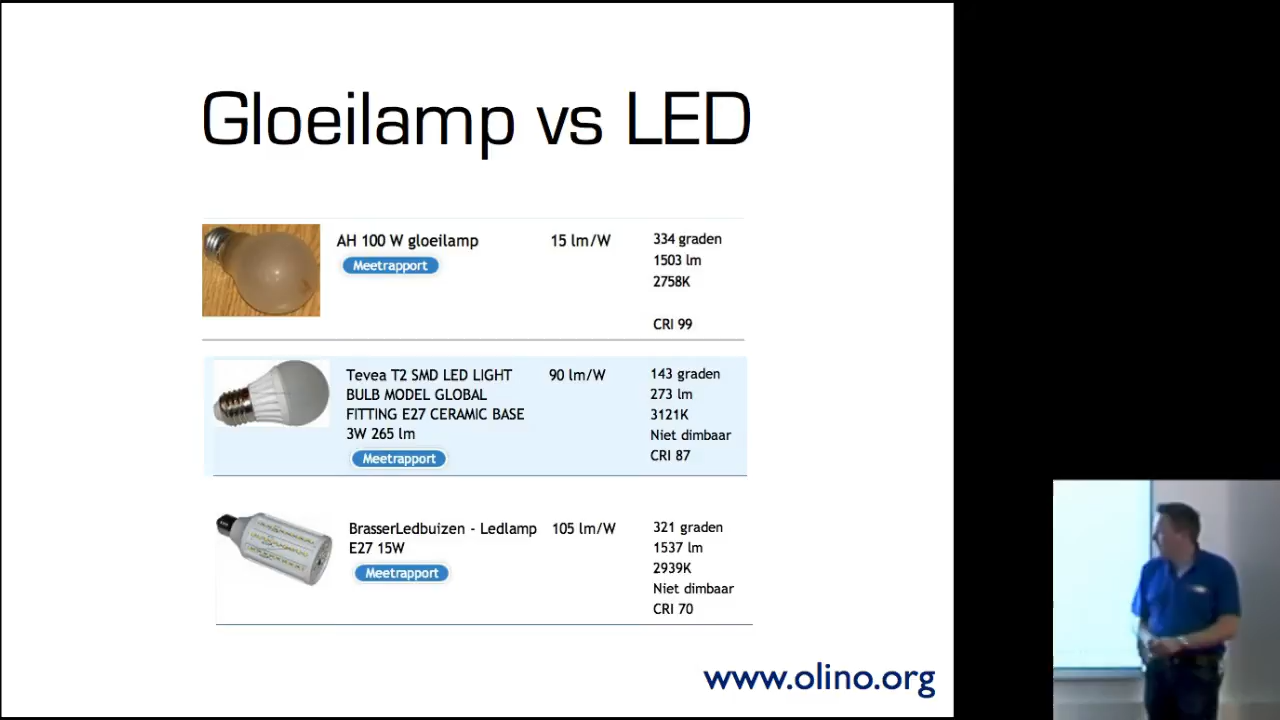 Gloeilamp vs LED
AH 100 W gloeilamp
Meetrapport
15 lm/W
334 graden
1503 lm
2758K
CRI 99
Tevea T2 SMD LED LIGHT
BULB MODEL GLOBAL
FITTING E27 CERAMIC BASE
3W 265 lm
Meetrapport
90 lm/W
143 graden
273 lm
3121K
Niet dimbaar
CRI 87
BrasserLedbuizen - Ledlamp
E27 15W
Meetrapport
105 lm/W
321 graden
1537 lm
2939K
Niet dimbaar
CRI 70
www.olino.org